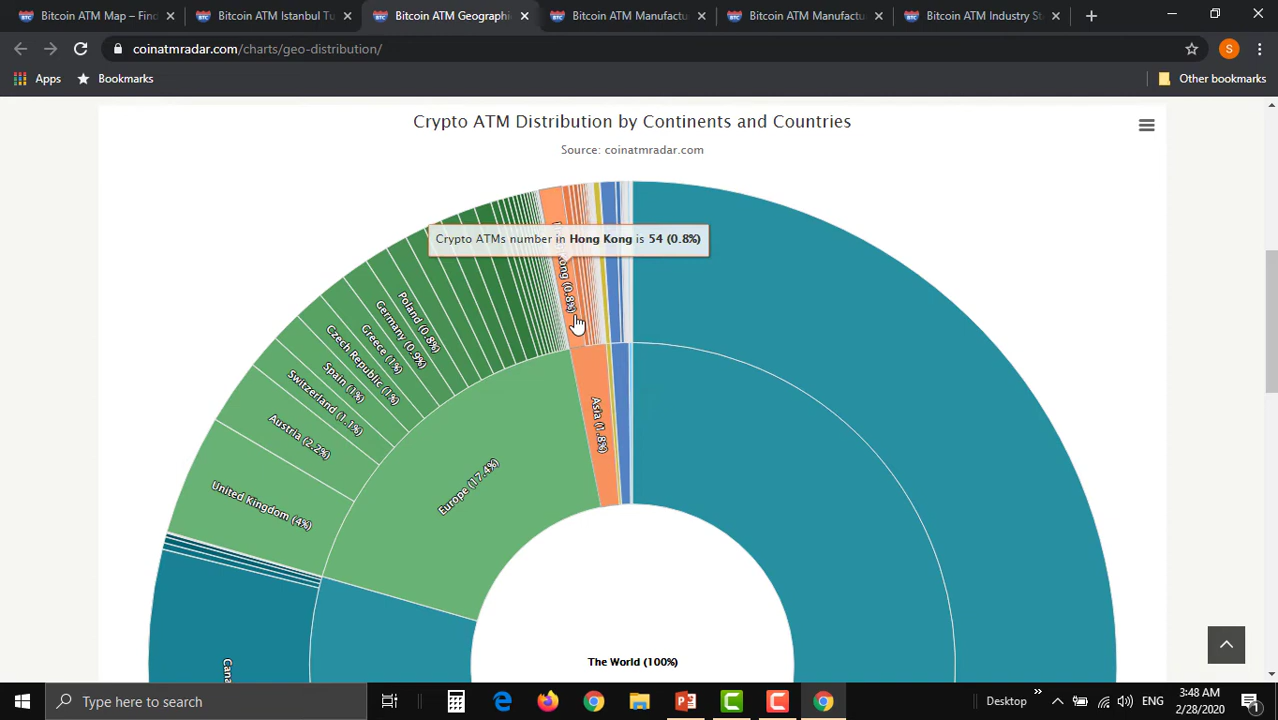 Bitcoin ATM Map – Fin
Bitcoin ATM Istanbul Tu
Bitcoin ATM Geographi
Bitcoin ATM Manufactu
Bitcoin ATM Manufactu
Bitcoin ATM Industry St
coinatmradar.com/charts/geo-distribution/
S
Apps
Bookmarks
Other bookmarks
Crypto ATM Distribution by Continents and Countries
Source: coinatmradar.com
Crypto ATMs number in Hong Kong is 54 (0.8%)
Poland (0.8%)
Germany (0.9%)
Greece (1%)
Czech Republic (1%)
Spain (1%)
Switzerland (1.1%)
Austria (2.2%)
United Kingdom (4%)
Europe (17.4%)
Asia (1.8%)
The World (100%)
Cana
Type here to search
Desktop
ENG
3:48 AM
2/28/2020